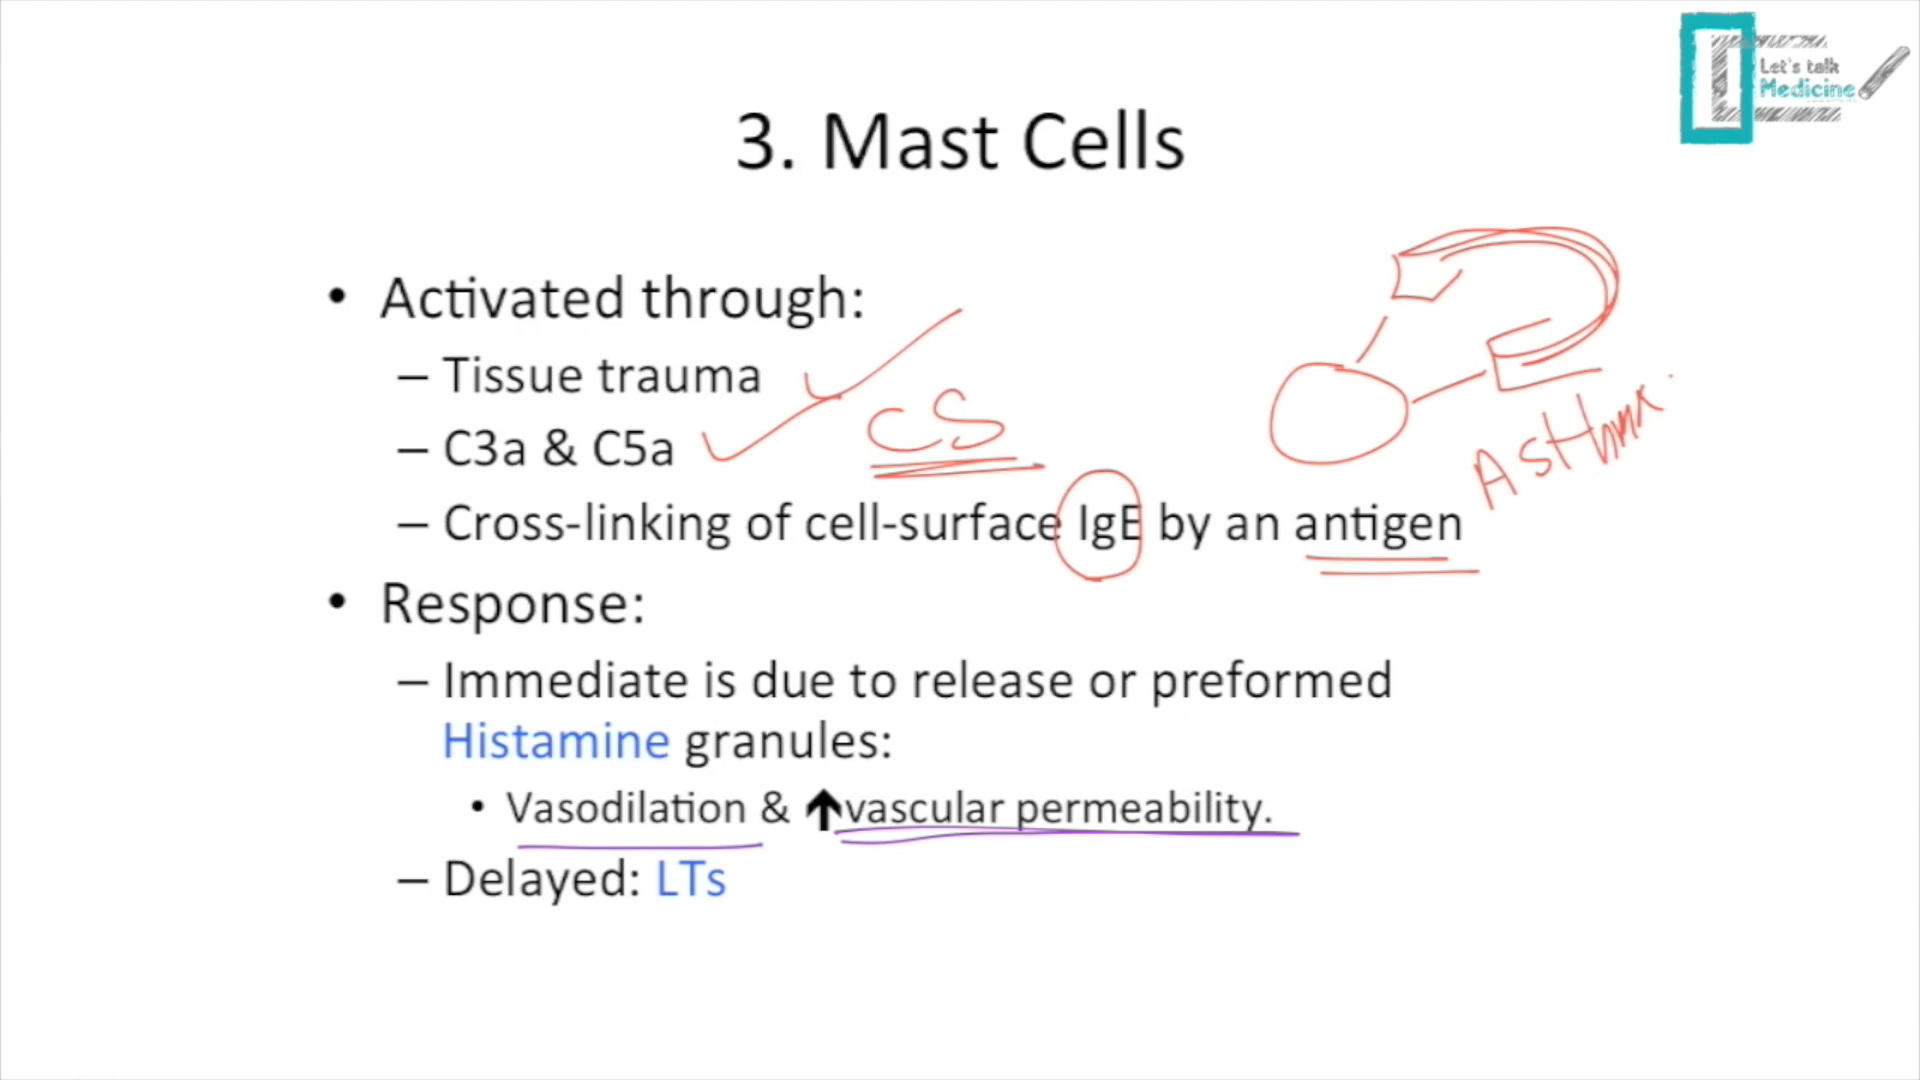 Let's talk
Medicine
3. Mast Cells
• Activated through:
– Tissue trauma
– C3a & C5a
CS
– Cross-linking of cell-surface IgE by an antigen
Asthma.
• Response:
– Immediate is due to release or preformed
Histamine granules:
• Vasodilation & ↑vascular permeability.
– Delayed: LTs